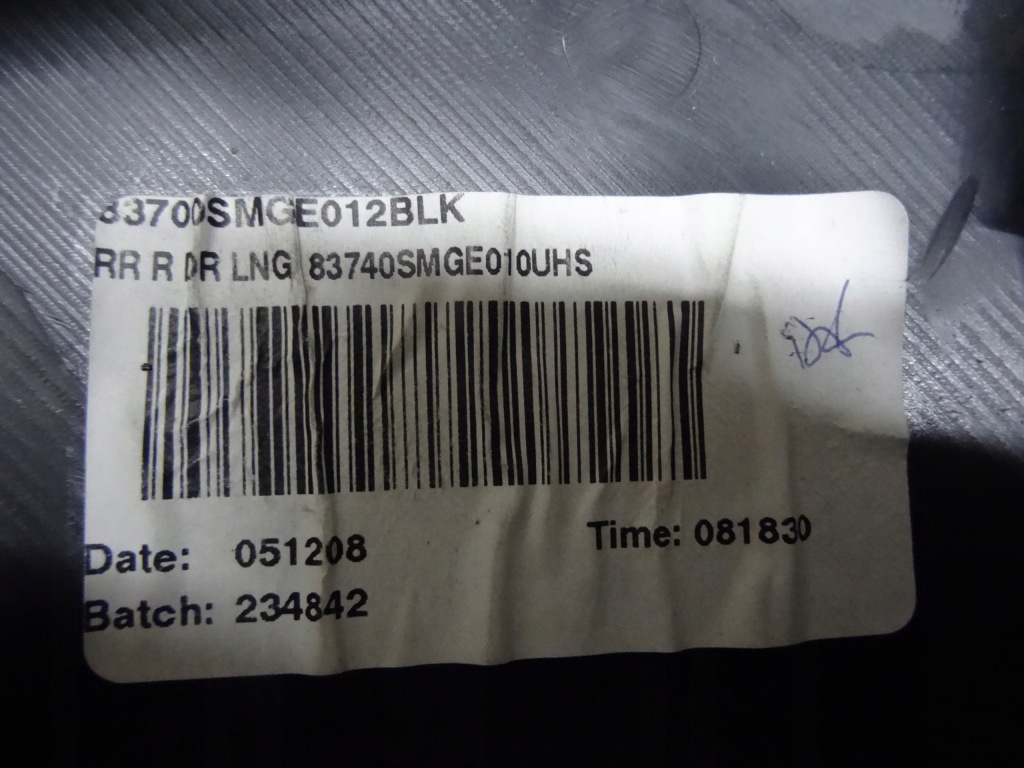 83700SMGE012BLK
RR R DR LNG 83740SMGE010UHS
Date: 051208
Time: 081830
Batch: 234842